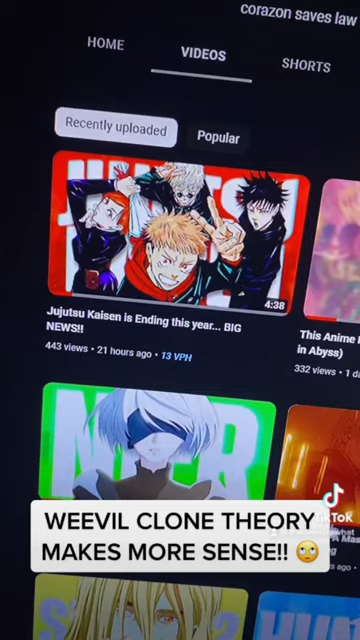 corazon saves law
HOME
VIDEOS
SHORTS
Recently uploaded
Popular
JUJUTSU
4:38
Jujutsu Kaisen is Ending this year... BIG
NEWS!!
443 views • 21 hours ago • 13 VPH
This Anime
in Abyss)
332 views • 1 d
NIER
WEEVIL CLONE THEORY
MAKES MORE SENSE!! 🙄
TikTok